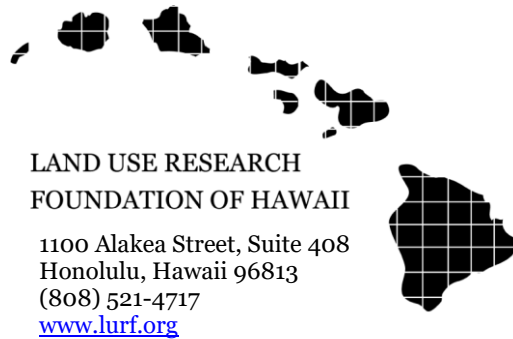 LAND USE RESEARCH
FOUNDATION OF HAWAII
1100 Alakea Street, Suite 408
Honolulu, Hawaii 96813
(808) 521-4717
www.lurf.org